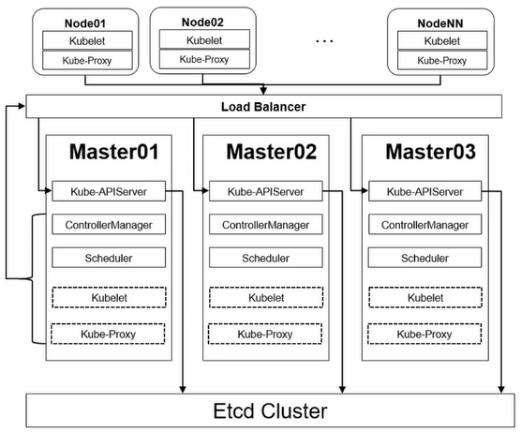 Node01
Kubelet
Kube-Proxy
Node02
Kubelet
Kube-Proxy
...
NodeNN
Kubelet
Kube-Proxy
Load Balancer
Master01
Kube-APIServer
ControllerManager
Scheduler
Kubelet
Kube-Proxy
Master02
Kube-APIServer
ControllerManager
Scheduler
Kubelet
Kube-Proxy
Master03
Kube-APIServer
ControllerManager
Scheduler
Kubelet
Kube-Proxy
Etcd Cluster